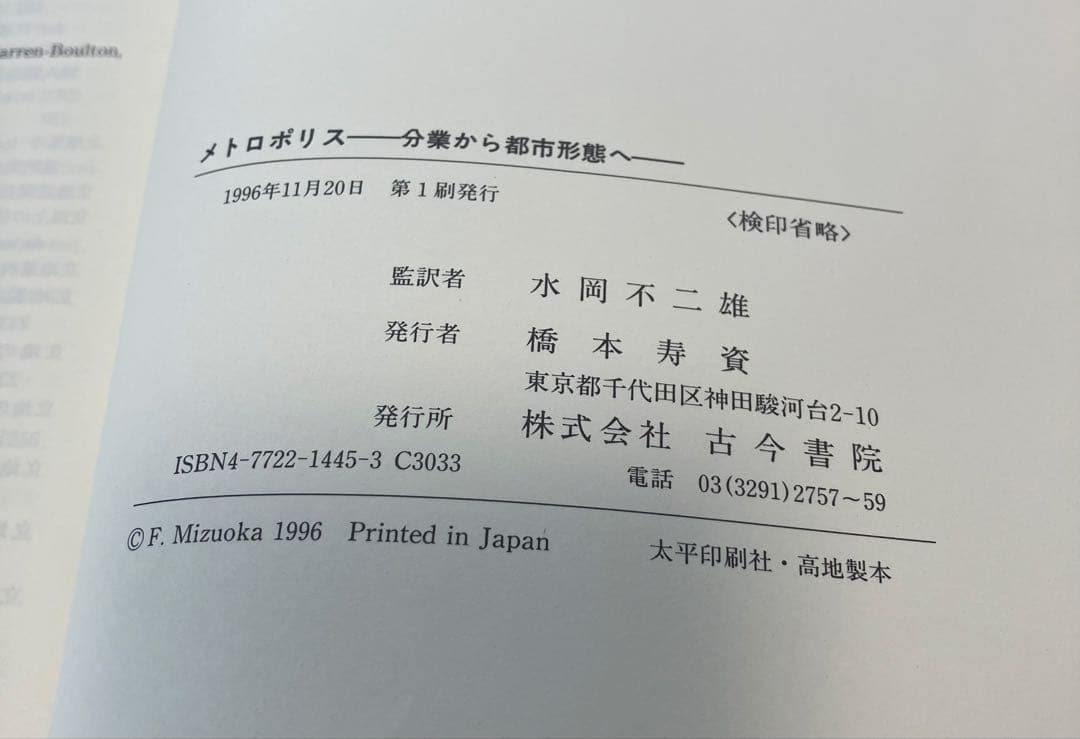 arren-Boulton,
メトロポリス——分業から都市形態へ——
1996年11月20日　第1刷発行
〈検印省略〉
監訳者　水岡不二雄
発行者　橋本寿資
東京都千代田区神田駿河台2-10
発行所　株式会社 古今書院
ISBN4-7722-1445-3 C3033
電話　03(3291)2757〜59
©F. Mizuoka 1996　Printed in Japan
太平印刷社・高地製本